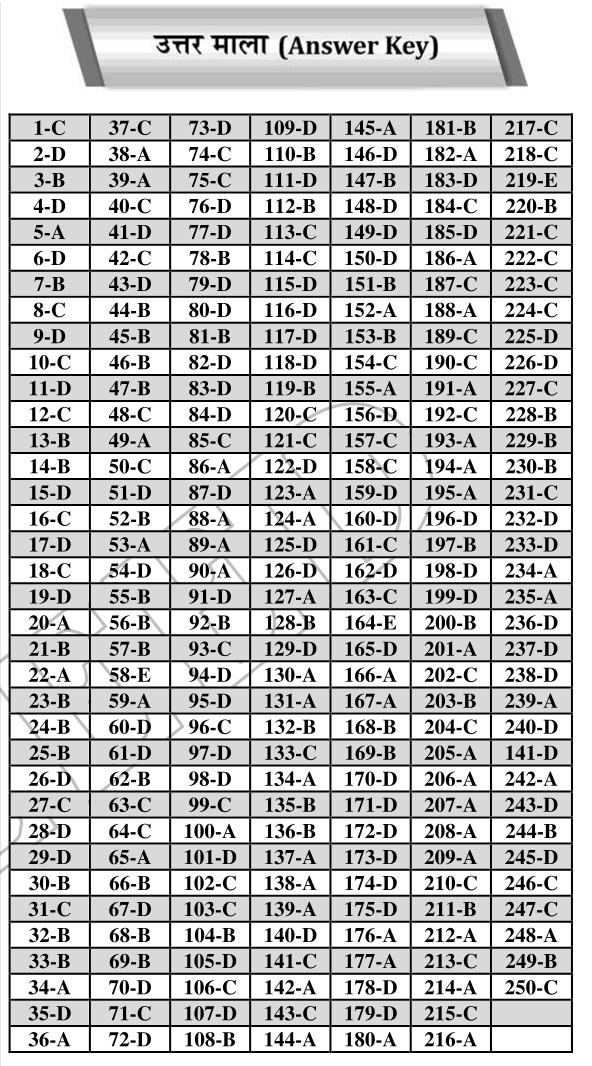 उत्तर माला (Answer Key)
1-C 37-C 73-D 109-D 145-A 181-B 217-C
2-D 38-A 74-C 110-B 146-D 182-A 218-C
3-B 39-A 75-C 111-D 147-B 183-D 219-E
4-D 40-C 76-D 112-B 148-D 184-C 220-B
5-A 41-D 77-D 113-C 149-D 185-D 221-C
6-D 42-C 78-B 114-C 150-D 186-A 222-C
7-B 43-D 79-D 115-D 151-B 187-C 223-C
8-C 44-B 80-D 116-D 152-A 188-A 224-C
9-D 45-B 81-B 117-D 153-B 189-C 225-D
10-C 46-B 82-D 118-D 154-C 190-C 226-D
11-D 47-B 83-D 119-B 155-A 191-A 227-C
12-C 48-C 84-D 120-C 156-D 192-C 228-B
13-B 49-A 85-C 121-C 157-C 193-A 229-B
14-B 50-C 86-A 122-D 158-C 194-A 230-B
15-D 51-D 87-D 123-A 159-D 195-A 231-C
16-C 52-B 88-A 124-A 160-D 196-D 232-D
17-D 53-A 89-A 125-D 161-C 197-B 233-D
18-C 54-D 90-A 126-D 162-D 198-D 234-A
19-D 55-B 91-D 127-A 163-C 199-D 235-A
20-A 56-B 92-B 128-B 164-E 200-B 236-D
21-B 57-B 93-C 129-D 165-D 201-A 237-D
22-A 58-E 94-D 130-A 166-A 202-C 238-D
23-B 59-A 95-D 131-A 167-A 203-B 239-A
24-B 60-D 96-C 132-B 168-B 204-C 240-D
25-B 61-D 97-D 133-C 169-B 205-A 141-D
26-D 62-B 98-D 134-A 170-D 206-A 242-A
27-C 63-C 99-C 135-B 171-D 207-A 243-D
28-D 64-C 100-A 136-B 172-D 208-A 244-B
29-D 65-A 101-D 137-A 173-D 209-A 245-D
30-B 66-B 102-C 138-A 174-D 210-C 246-C
31-C 67-D 103-C 139-A 175-D 211-B 247-C
32-B 68-B 104-B 140-D 176-A 212-A 248-A
33-B 69-B 105-D 141-C 177-A 213-C 249-B
34-A 70-D 106-C 142-A 178-D 214-A 250-C
35-D 71-C 107-D 143-C 179-D 215-C
36-A 72-D 108-B 144-A 180-A 216-A